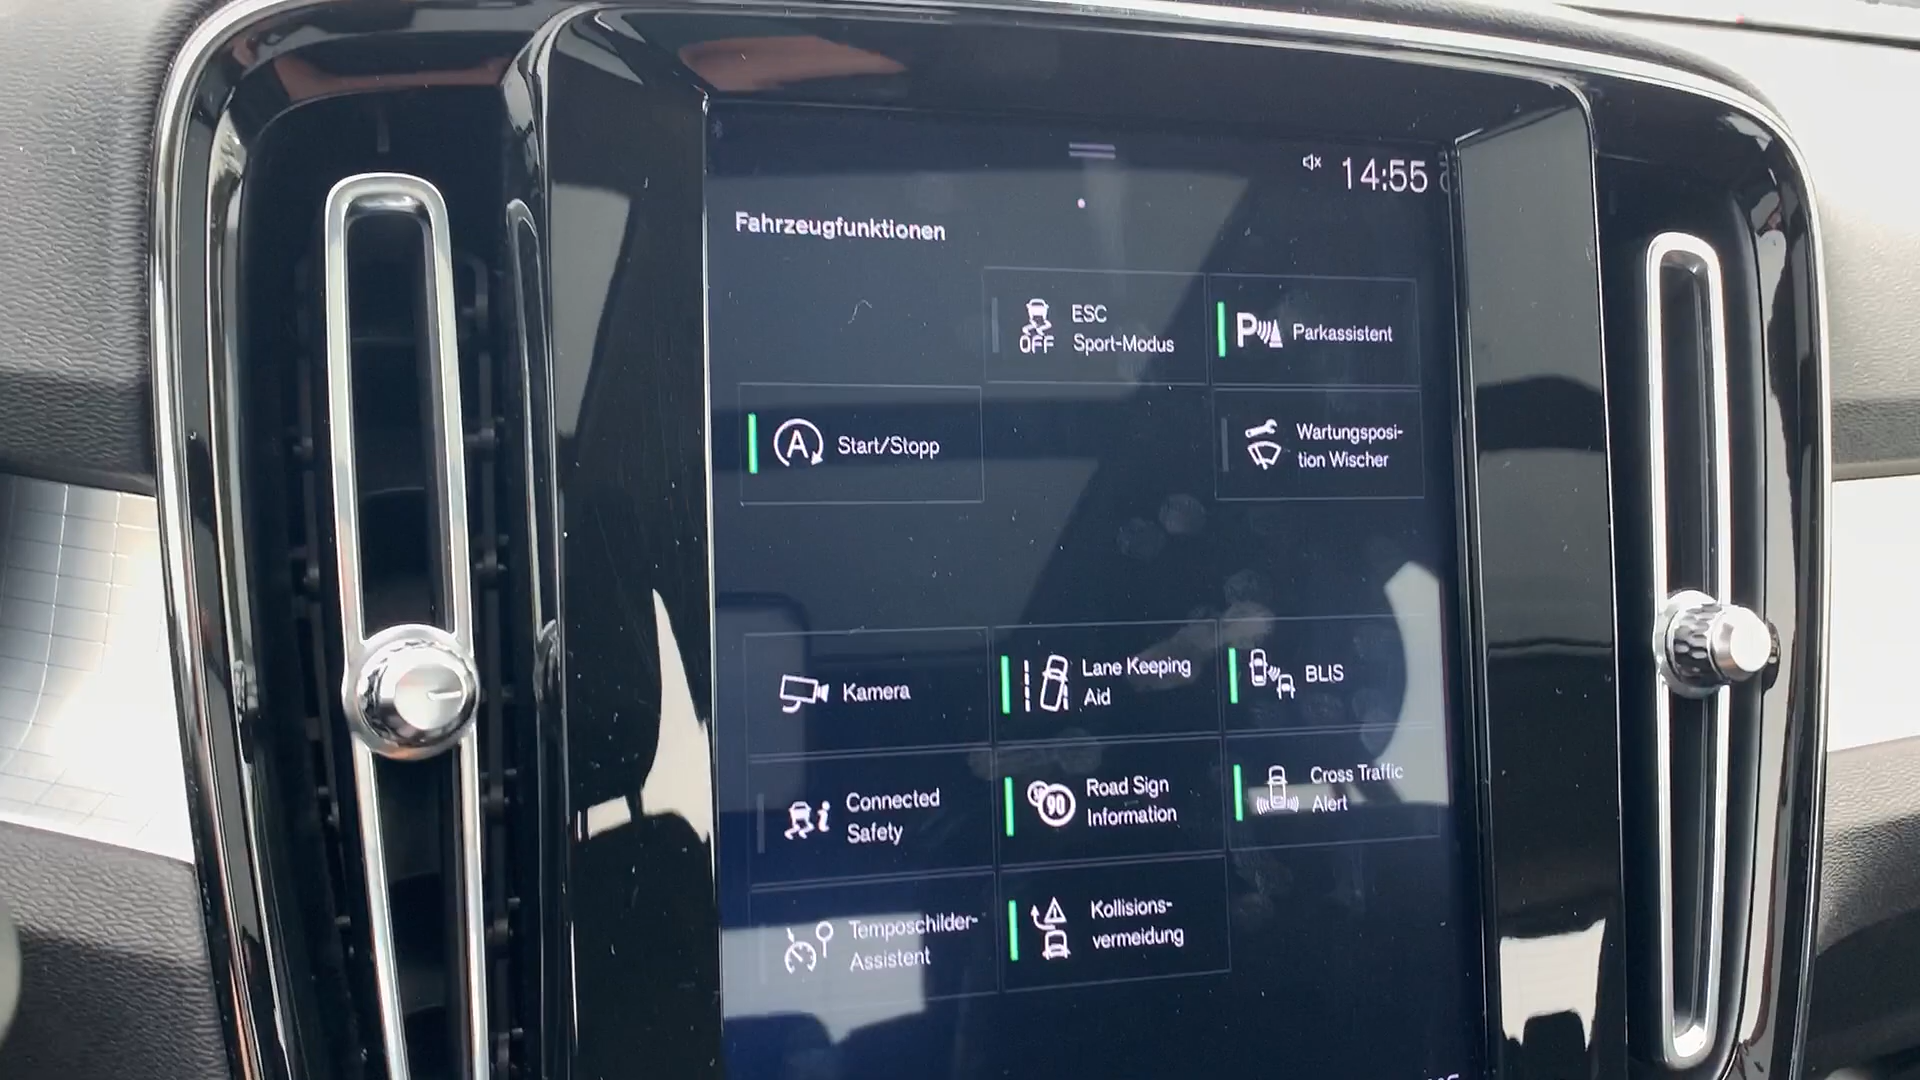 14:55
Fahrzeugfunktionen
ESC
Sport-Modus
OFF
P
Parkassistent
A
Start/Stopp
Wartungsposi-
tion Wischer
Kamera
Lane Keeping
Aid
BLIS
Connected
Safety
90
Road Sign
Information
Cross Traffic
Alert
Temposchilder-
Assistent
Kollisions-
vermeidung